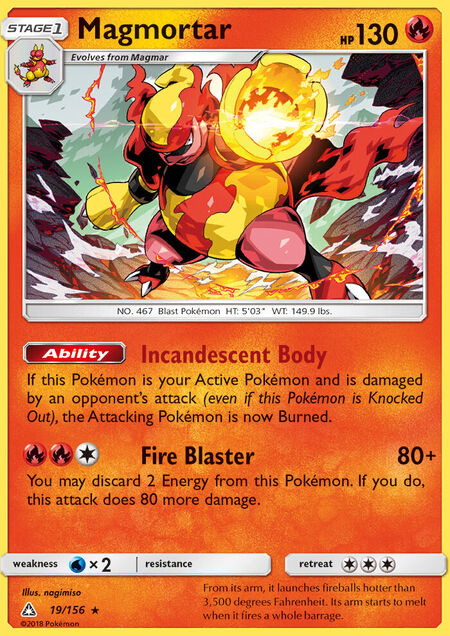 STAGE 1
Magmortar
HP 130
Evolves from Magmar
NO. 467 Blast Pokémon HT: 5'03" WT: 149.9 lbs.
Ability Incandescent Body
If this Pokémon is your Active Pokémon and is damaged
by an opponent's attack (even if this Pokémon is Knocked
Out), the Attacking Pokémon is now Burned.
Fire Blaster 80+
You may discard 2 Energy from this Pokémon. If you do,
this attack does 80 more damage.
weakness ×2 resistance retreat
Illus. nagimiso
19/156 ★
©2018 Pokémon
From its arm, it launches fireballs hotter than
3,500 degrees Fahrenheit. Its arm starts to melt
when it fires a whole barrage.